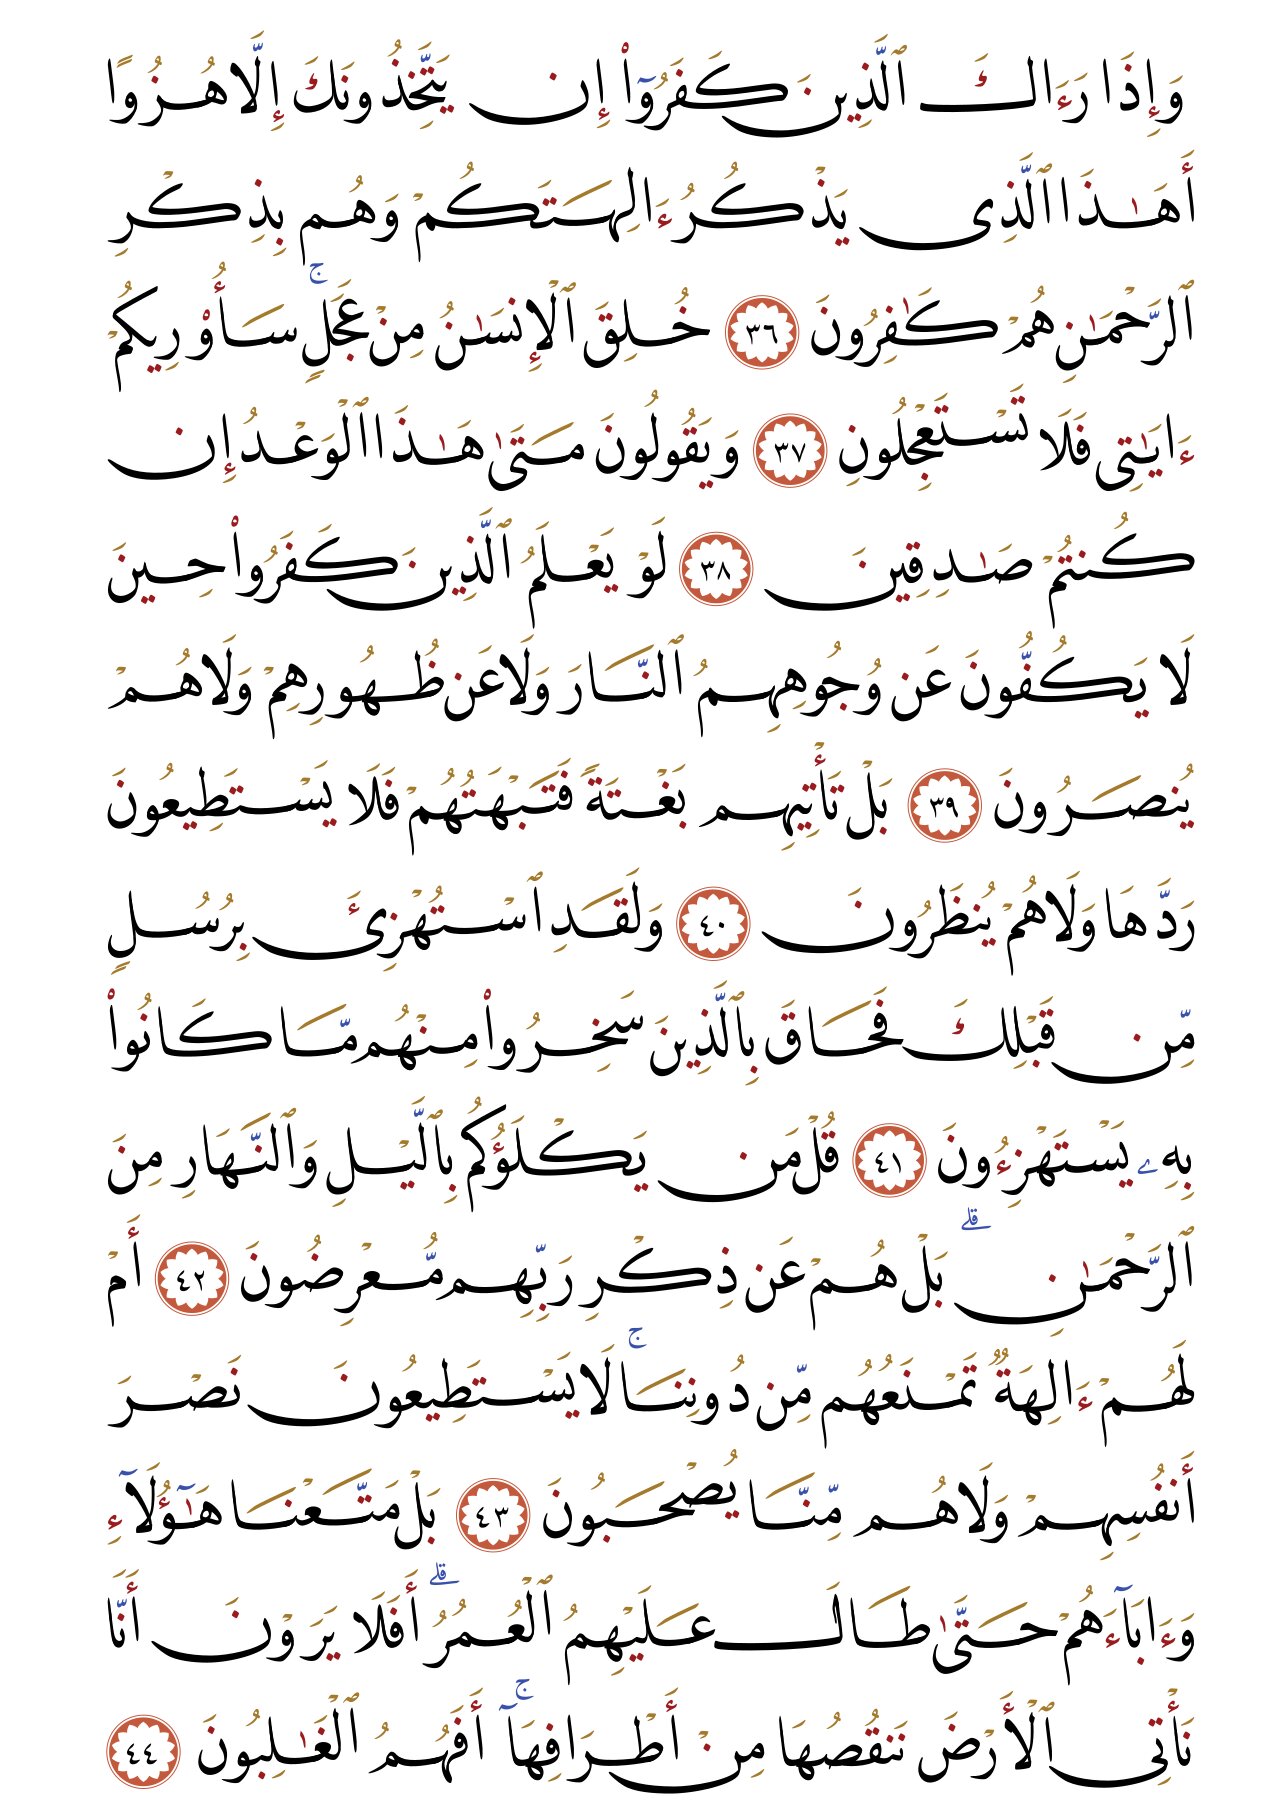 وَإِذَا رَءَاكَ ٱلَّذِينَ كَفَرُوٓا۟ إِن يَتَّخِذُونَكَ إِلَّا هُزُوًا
أَهَـٰذَا ٱلَّذِى يَذْكُرُ ءَالِهَتَكُمْ وَهُم بِذِكْرِ
ٱلرَّحْمَـٰنِ هُمْ كَـٰفِرُونَ ٣٦ خُلِقَ ٱلْإِنسَـٰنُ مِنْ عَجَلٍ ۚ سَأُو۟رِيكُمْ
ءَايَـٰتِى فَلَا تَسْتَعْجِلُونِ ٣٧ وَيَقُولُونَ مَتَىٰ هَـٰذَا ٱلْوَعْدُ إِن
كُنتُمْ صَـٰدِقِينَ ٣٨ لَوْ يَعْلَمُ ٱلَّذِينَ كَفَرُوا۟ حِينَ
لَا يَكُفُّونَ عَن وُجُوهِهِمُ ٱلنَّارَ وَلَا عَن ظُهُورِهِمْ وَلَا هُمْ
يُنصَرُونَ ٣٩ بَلْ تَأْتِيهِم بَغْتَةً فَتَبْهَتُهُمْ فَلَا يَسْتَطِيعُونَ
رَدَّهَا وَلَا هُمْ يُنظَرُونَ ٤٠ وَلَقَدِ ٱسْتُهْزِئَ بِرُسُلٍ
مِّن قَبْلِكَ فَحَاقَ بِٱلَّذِينَ سَخِرُوا۟ مِنْهُم مَّا كَانُوا۟
بِهِۦ يَسْتَهْزِءُونَ ٤١ قُلْ مَن يَكْلَؤُكُم بِٱلَّيْلِ وَٱلنَّهَارِ مِنَ
ٱلرَّحْمَـٰنِ ۗ بَلْ هُمْ عَن ذِكْرِ رَبِّهِم مُّعْرِضُونَ ٤٢ أَمْ
لَهُمْ ءَالِهَةٌ تَمْنَعُهُم مِّن دُونِنَا ۚ لَا يَسْتَطِيعُونَ نَصْرَ
أَنفُسِهِمْ وَلَا هُم مِّنَّا يُصْحَبُونَ ٤٣ بَلْ مَتَّعْنَا هَـٰٓؤُلَآءِ
وَءَابَآءَهُمْ حَتَّىٰ طَالَ عَلَيْهِمُ ٱلْعُمُرُ ۗ أَفَلَا يَرَوْنَ أَنَّا
نَأْتِى ٱلْأَرْضَ نَنقُصُهَا مِنْ أَطْرَافِهَآ ۚ أَفَهُمُ ٱلْغَـٰلِبُونَ ٤٤